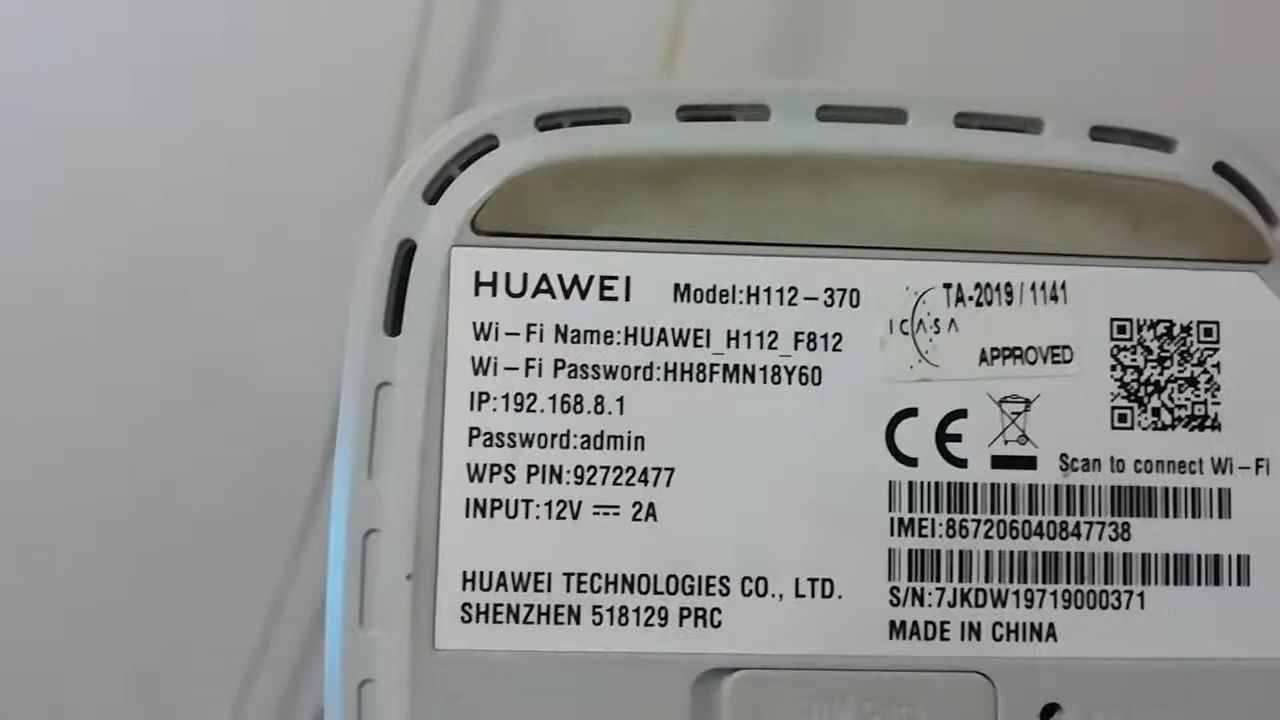 HUAWEI Model:H112-370
Wi-Fi Name:HUAWEI_H112_F812
Wi-Fi Password:HH8FMN18Y60
IP:192.168.8.1
Password:admin
WPS PIN:92722477
INPUT:12V ⎓ 2A
HUAWEI TECHNOLOGIES CO., LTD.
SHENZHEN 518129 PRC
TA-2019/1141
ICASA
APPROVED
CE
Scan to connect Wi-Fi
IMEI:867206040847738
S/N:7JKDW19719000371
MADE IN CHINA